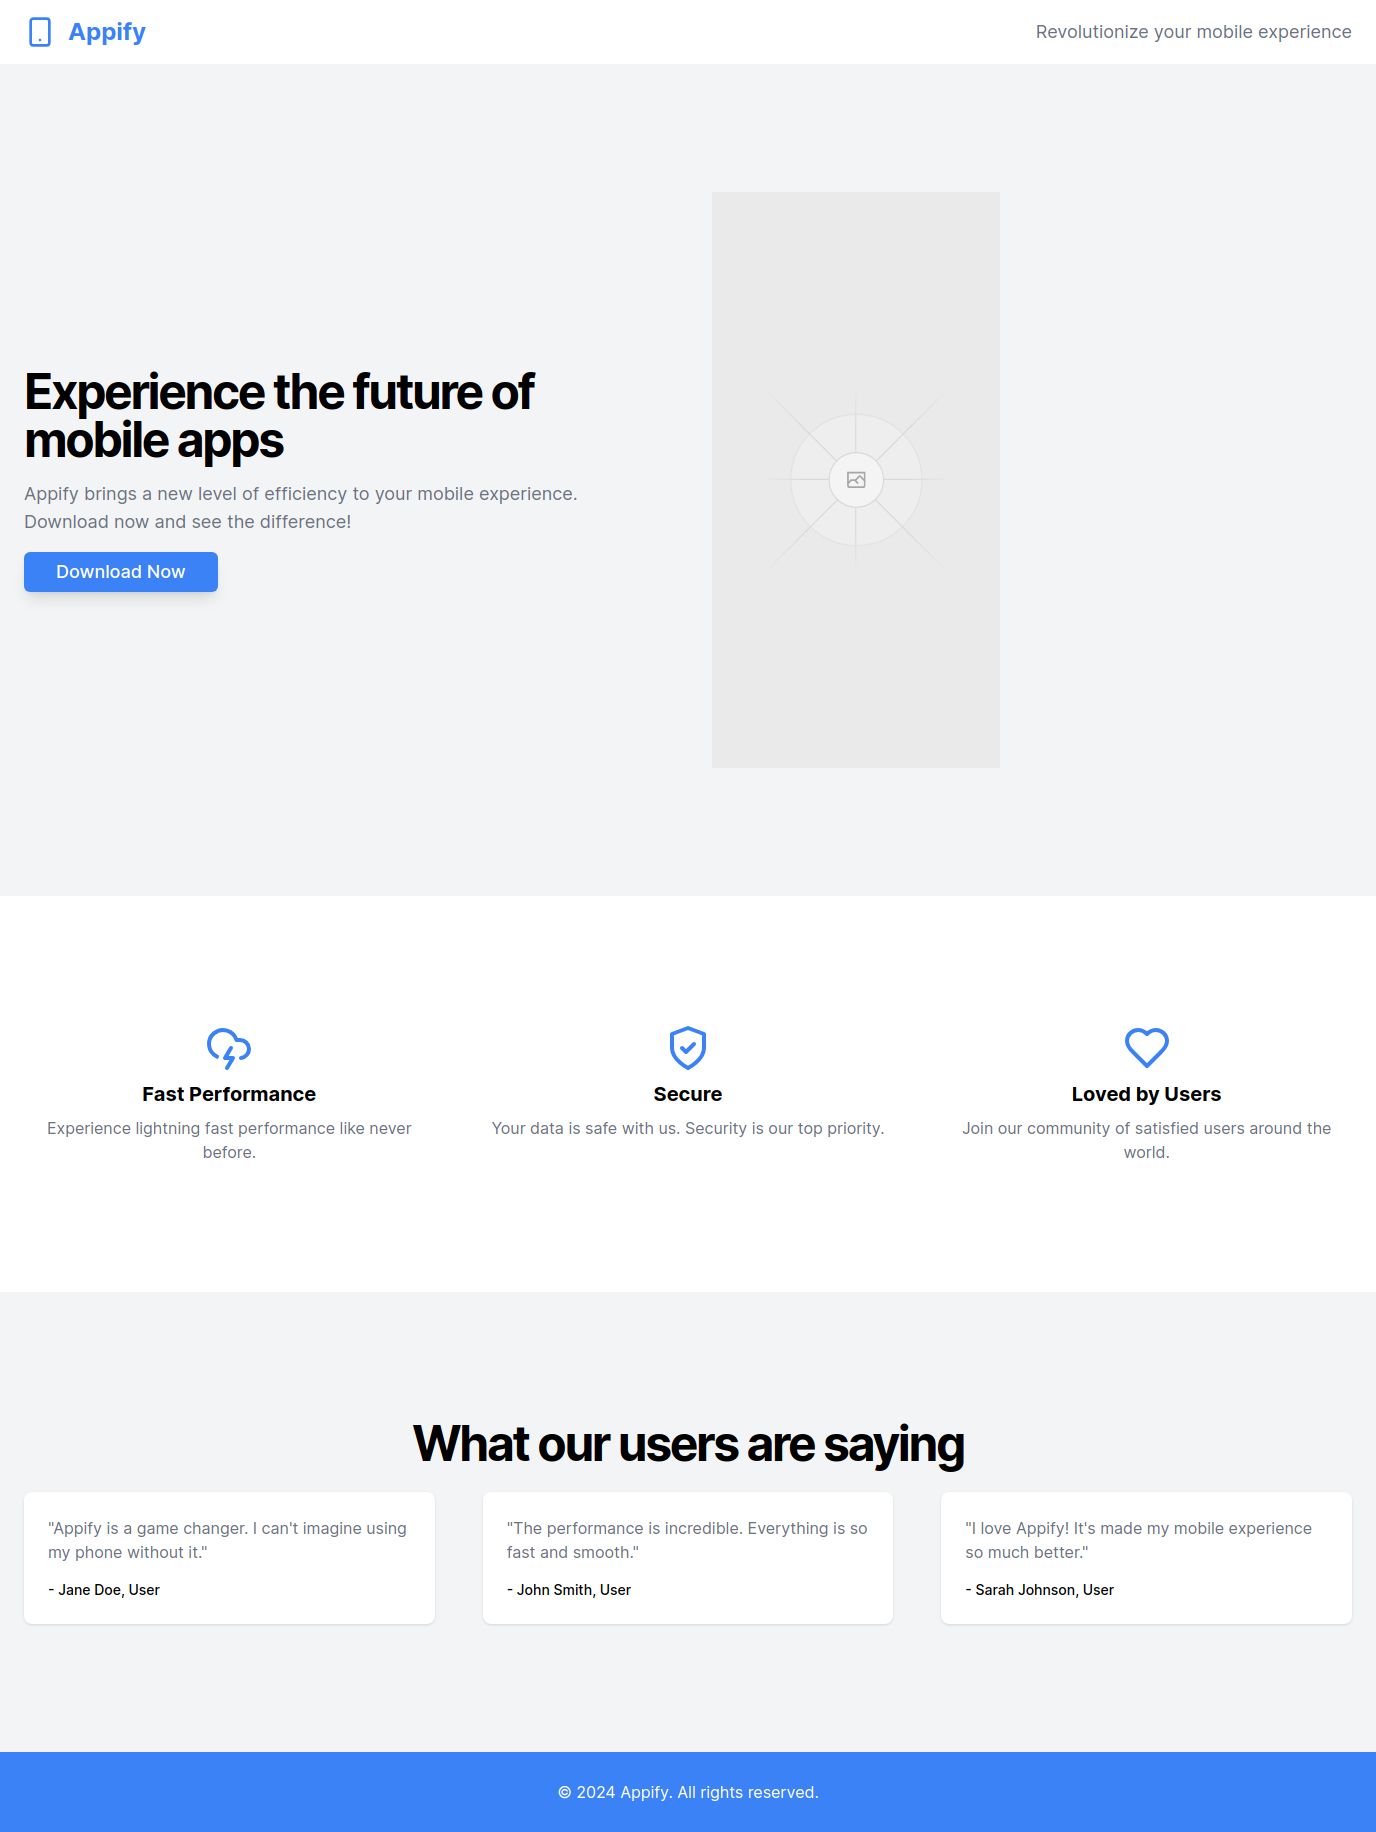 Appify
Revolutionize your mobile experience
Experience the future of
mobile apps
Appify brings a new level of efficiency to your mobile experience.
Download now and see the difference!
Download Now
Fast Performance
Experience lightning fast performance like never
before.
Secure
Your data is safe with us. Security is our top priority.
Loved by Users
Join our community of satisfied users around the
world.
What our users are saying
"Appify is a game changer. I can't imagine using
my phone without it."
- Jane Doe, User
"The performance is incredible. Everything is so
fast and smooth."
- John Smith, User
"I love Appify! It's made my mobile experience
so much better."
- Sarah Johnson, User
© 2024 Appify. All rights reserved.